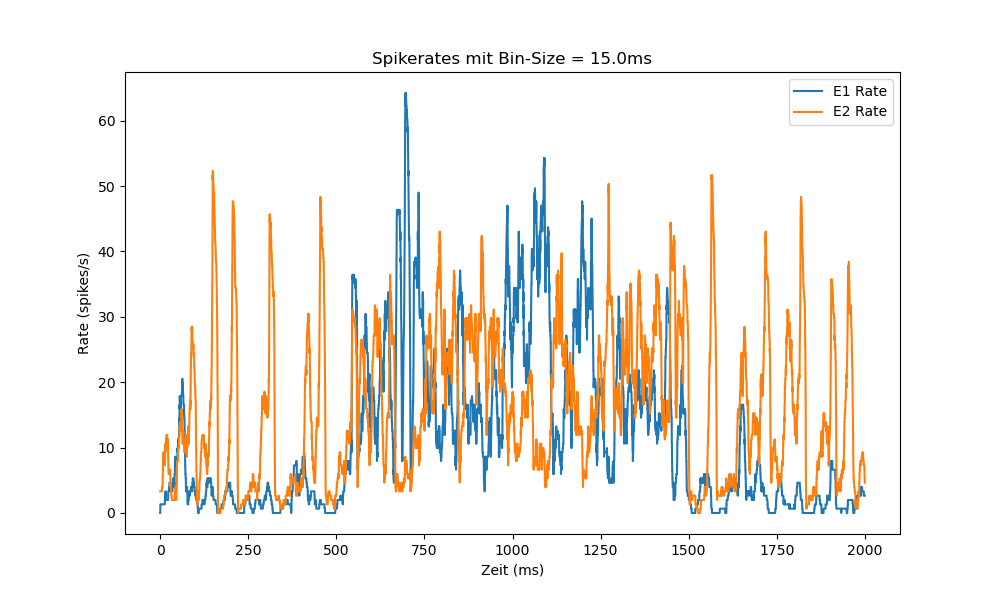 Spikerates mit Bin-Size = 15.0ms
E1 Rate
E2 Rate
Rate (spikes/s)
60
50
40
30
20
10
0
0 250 500 750 1000 1250 1500 1750 2000
Zeit (ms)